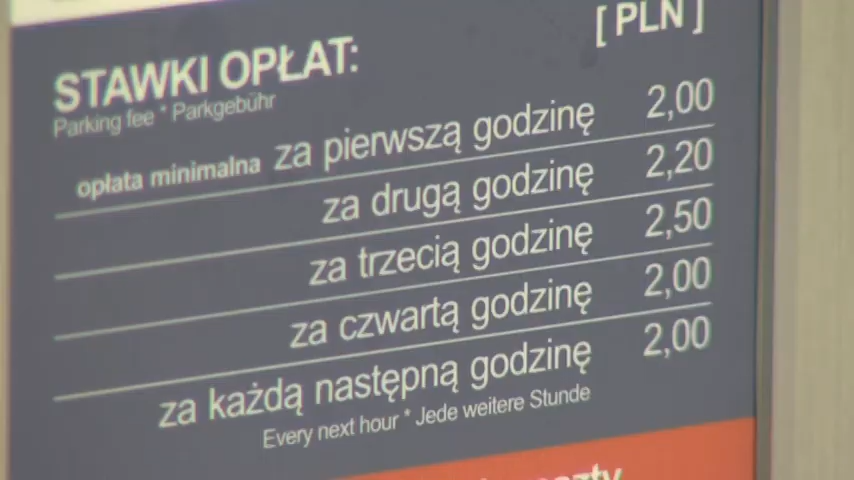 STAWKI OPŁAT: [ PLN ]
Parking fee * Parkgebühr
opłata minimalna za pierwszą godzinę 2,00
za drugą godzinę 2,20
za trzecią godzinę 2,50
za czwartą godzinę 2,00
za każdą następną godzinę 2,00
Every next hour * Jede weitere Stunde